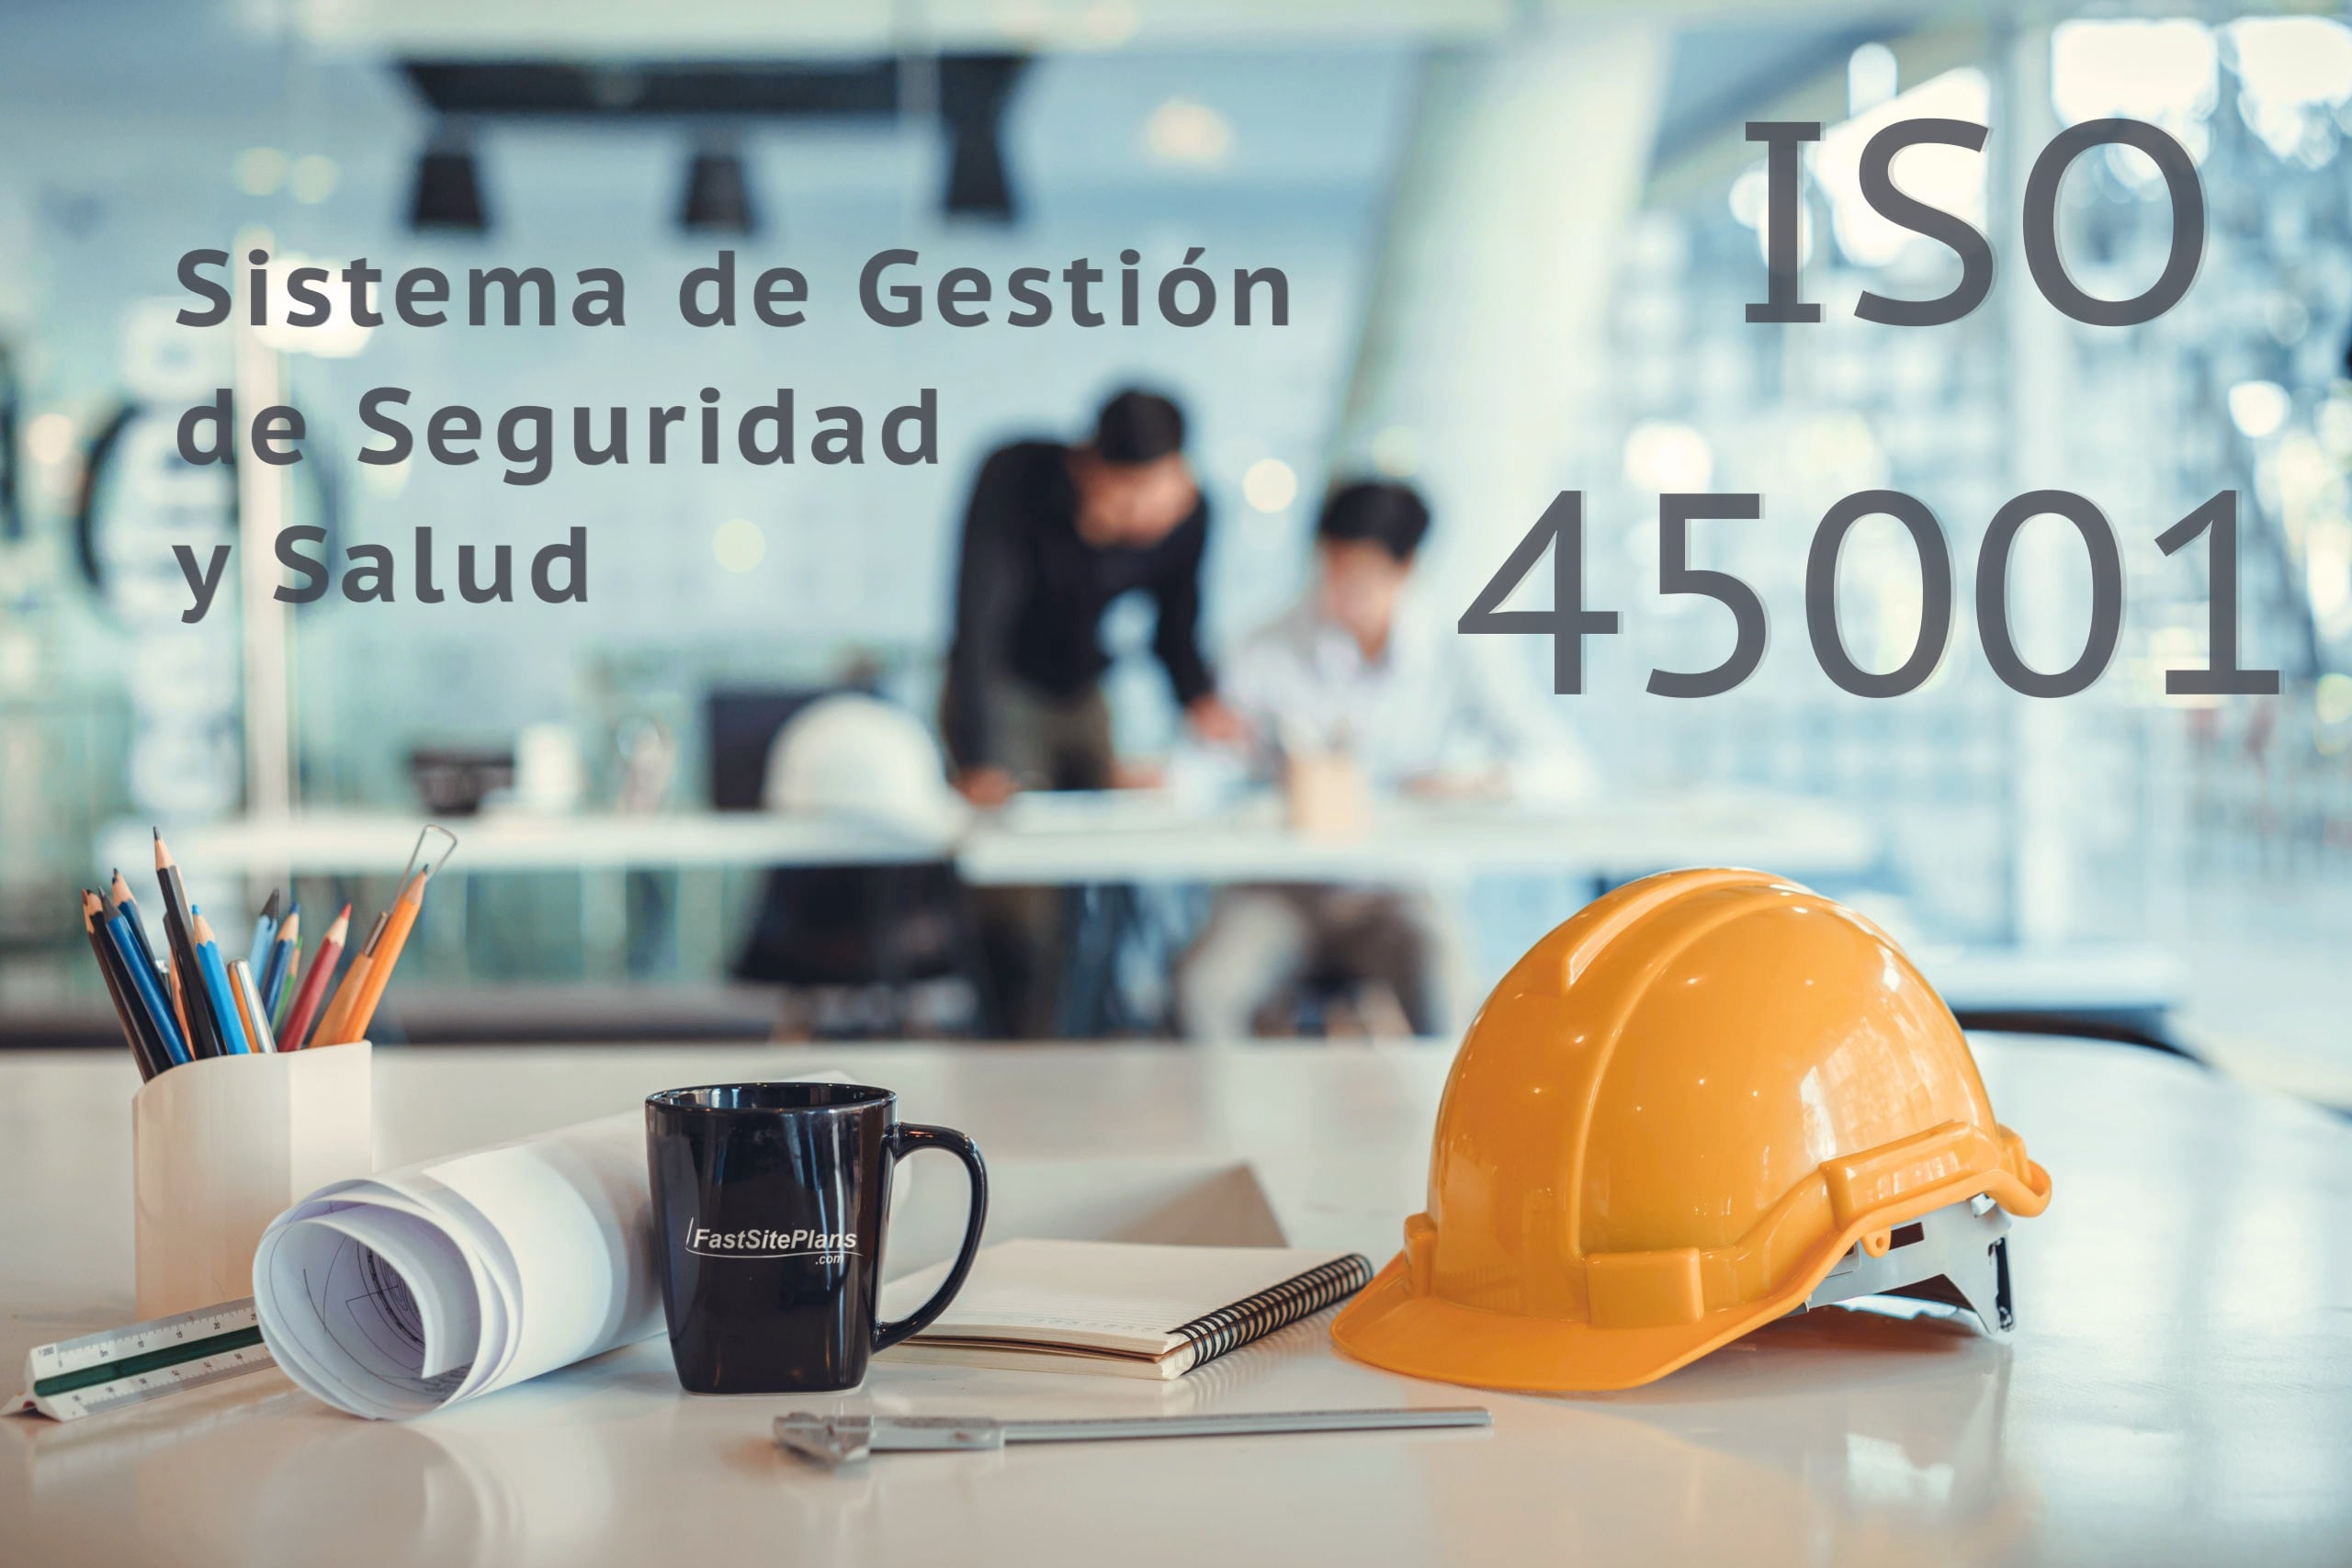 Sistema de Gestión
de Seguridad
y Salud
ISO
45001
FastSitePlans
.com